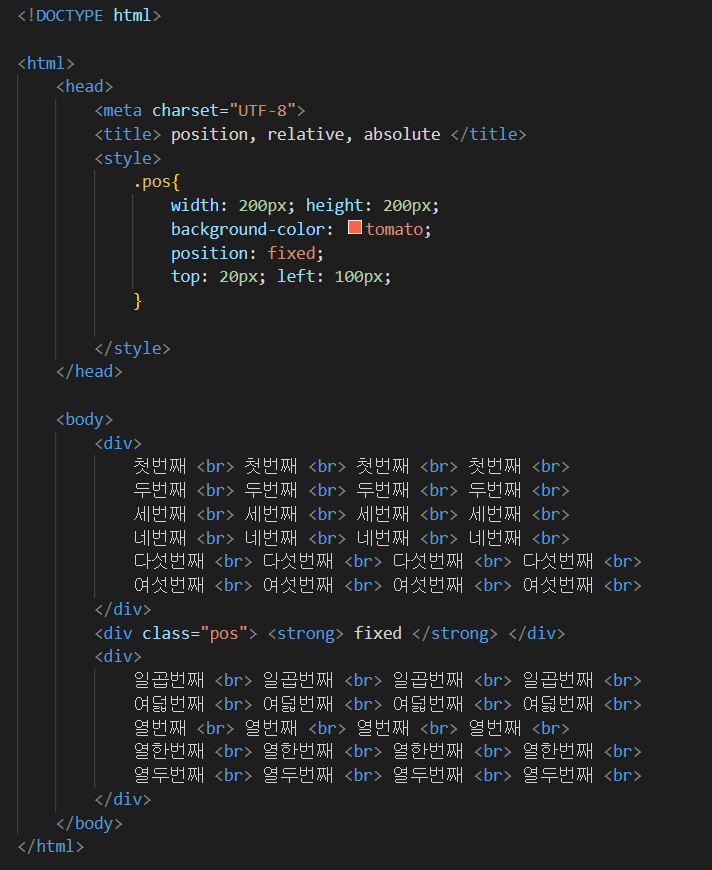 <!DOCTYPE html>
<html>
<head>
<meta charset="UTF-8">
<title> position, relative, absolute </title>
<style>
.pos{
width: 200px; height: 200px;
background-color: tomato;
position: fixed;
top: 20px; left: 100px;
}
</style>
</head>
<body>
<div>
첫번째 <br> 첫번째 <br> 첫번째 <br> 첫번째 <br>
두번째 <br> 두번째 <br> 두번째 <br> 두번째 <br>
세번째 <br> 세번째 <br> 세번째 <br> 세번째 <br>
네번째 <br> 네번째 <br> 네번째 <br> 네번째 <br>
다섯번째 <br> 다섯번째 <br> 다섯번째 <br> 다섯번째 <br>
여섯번째 <br> 여섯번째 <br> 여섯번째 <br> 여섯번째 <br>
</div>
<div class="pos"> <strong> fixed </strong> </div>
<div>
일곱번째 <br> 일곱번째 <br> 일곱번째 <br> 일곱번째 <br>
여덟번째 <br> 여덟번째 <br> 여덟번째 <br> 여덟번째 <br>
열번째 <br> 열번째 <br> 열번째 <br> 열번째 <br>
열한번째 <br> 열한번째 <br> 열한번째 <br> 열한번째 <br>
열두번째 <br> 열두번째 <br> 열두번째 <br> 열두번째 <br>
</div>
</body>
</html>